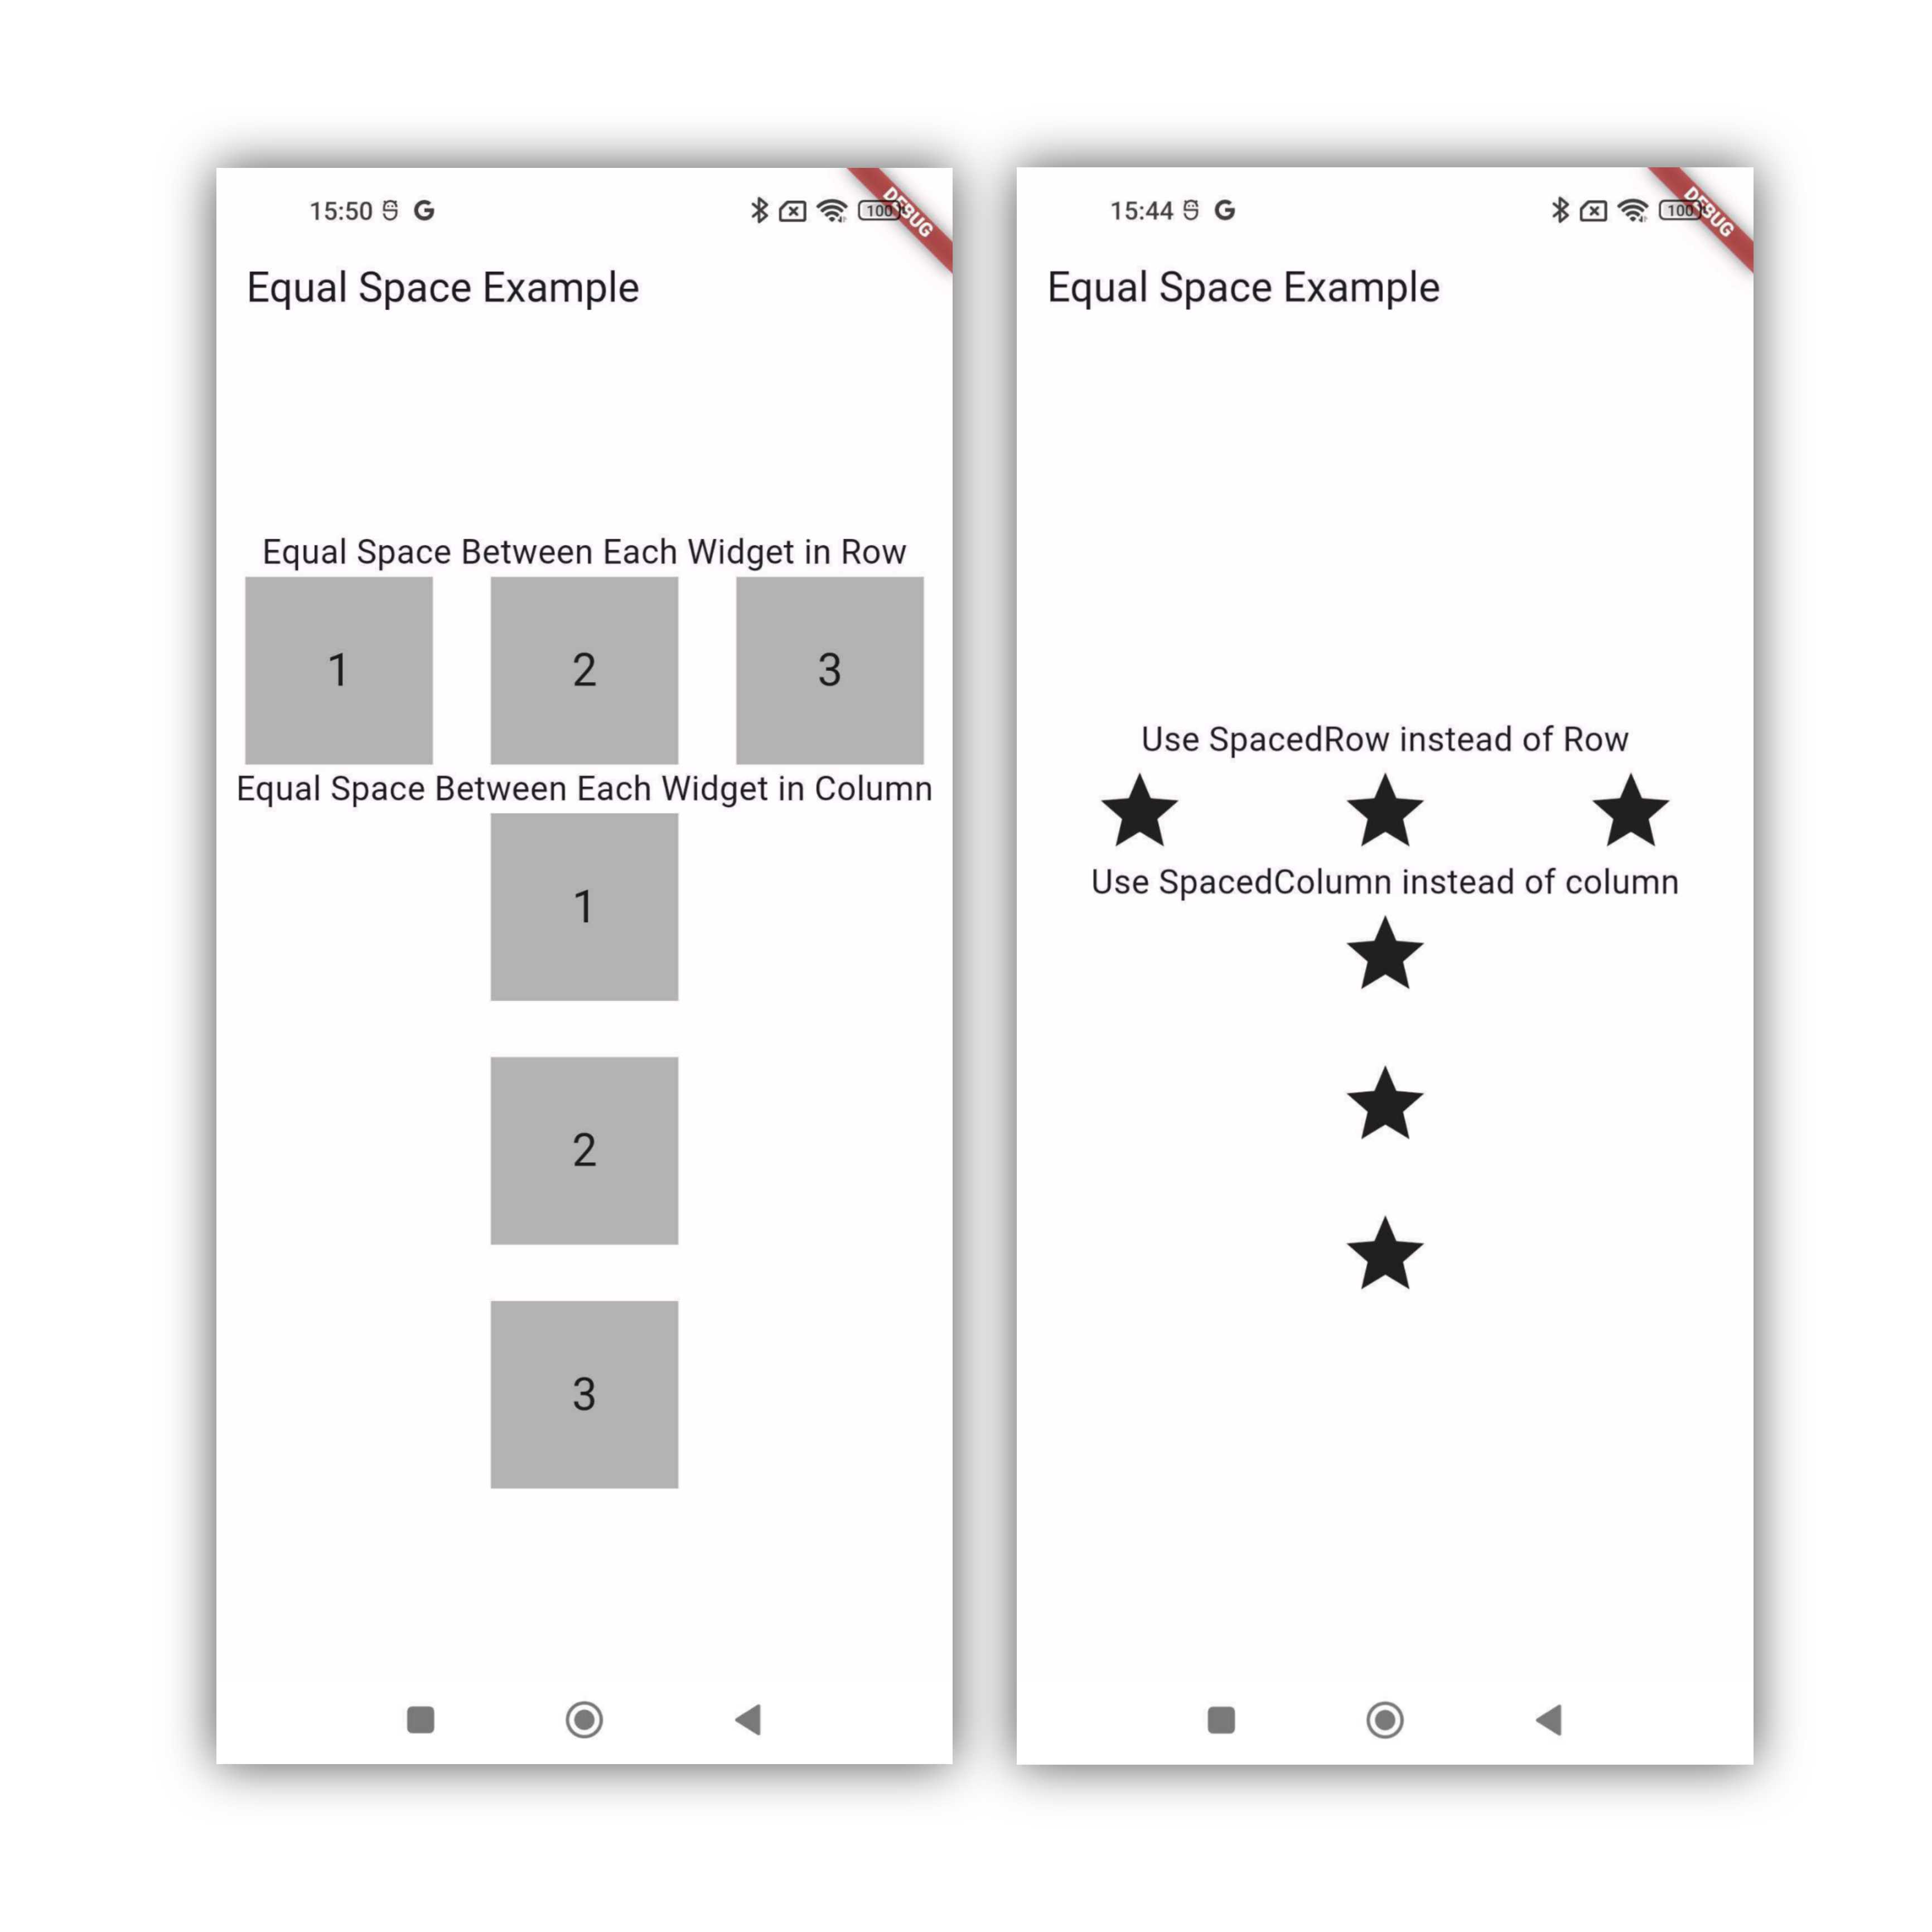 15:50 G 100
DEBUG
Equal Space Example
Equal Space Between Each Widget in Row
1 2 3
Equal Space Between Each Widget in Column
1
2
3
15:44 G 100
DEBUG
Equal Space Example
Use SpacedRow instead of Row
Use SpacedColumn instead of column